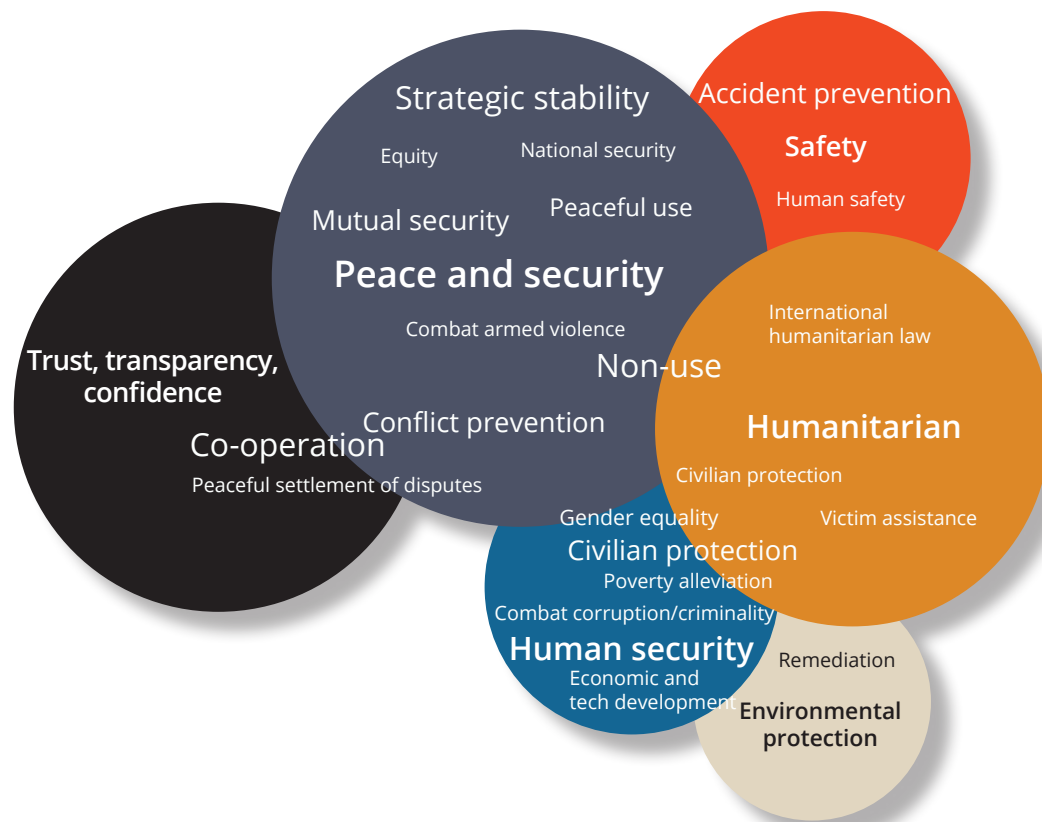 Strategic stability
Equity
National security
Mutual security
Peaceful use
Peace and security
Combat armed violence
Non-use
Conflict prevention
Accident prevention
Safety
Human safety
Trust, transparency,
confidence
Co-operation
Peaceful settlement of disputes
International
humanitarian law
Humanitarian
Civilian protection
Victim assistance
Gender equality
Civilian protection
Poverty alleviation
Combat corruption/criminality
Human security
Economic and
tech development
Remediation
Environmental
protection